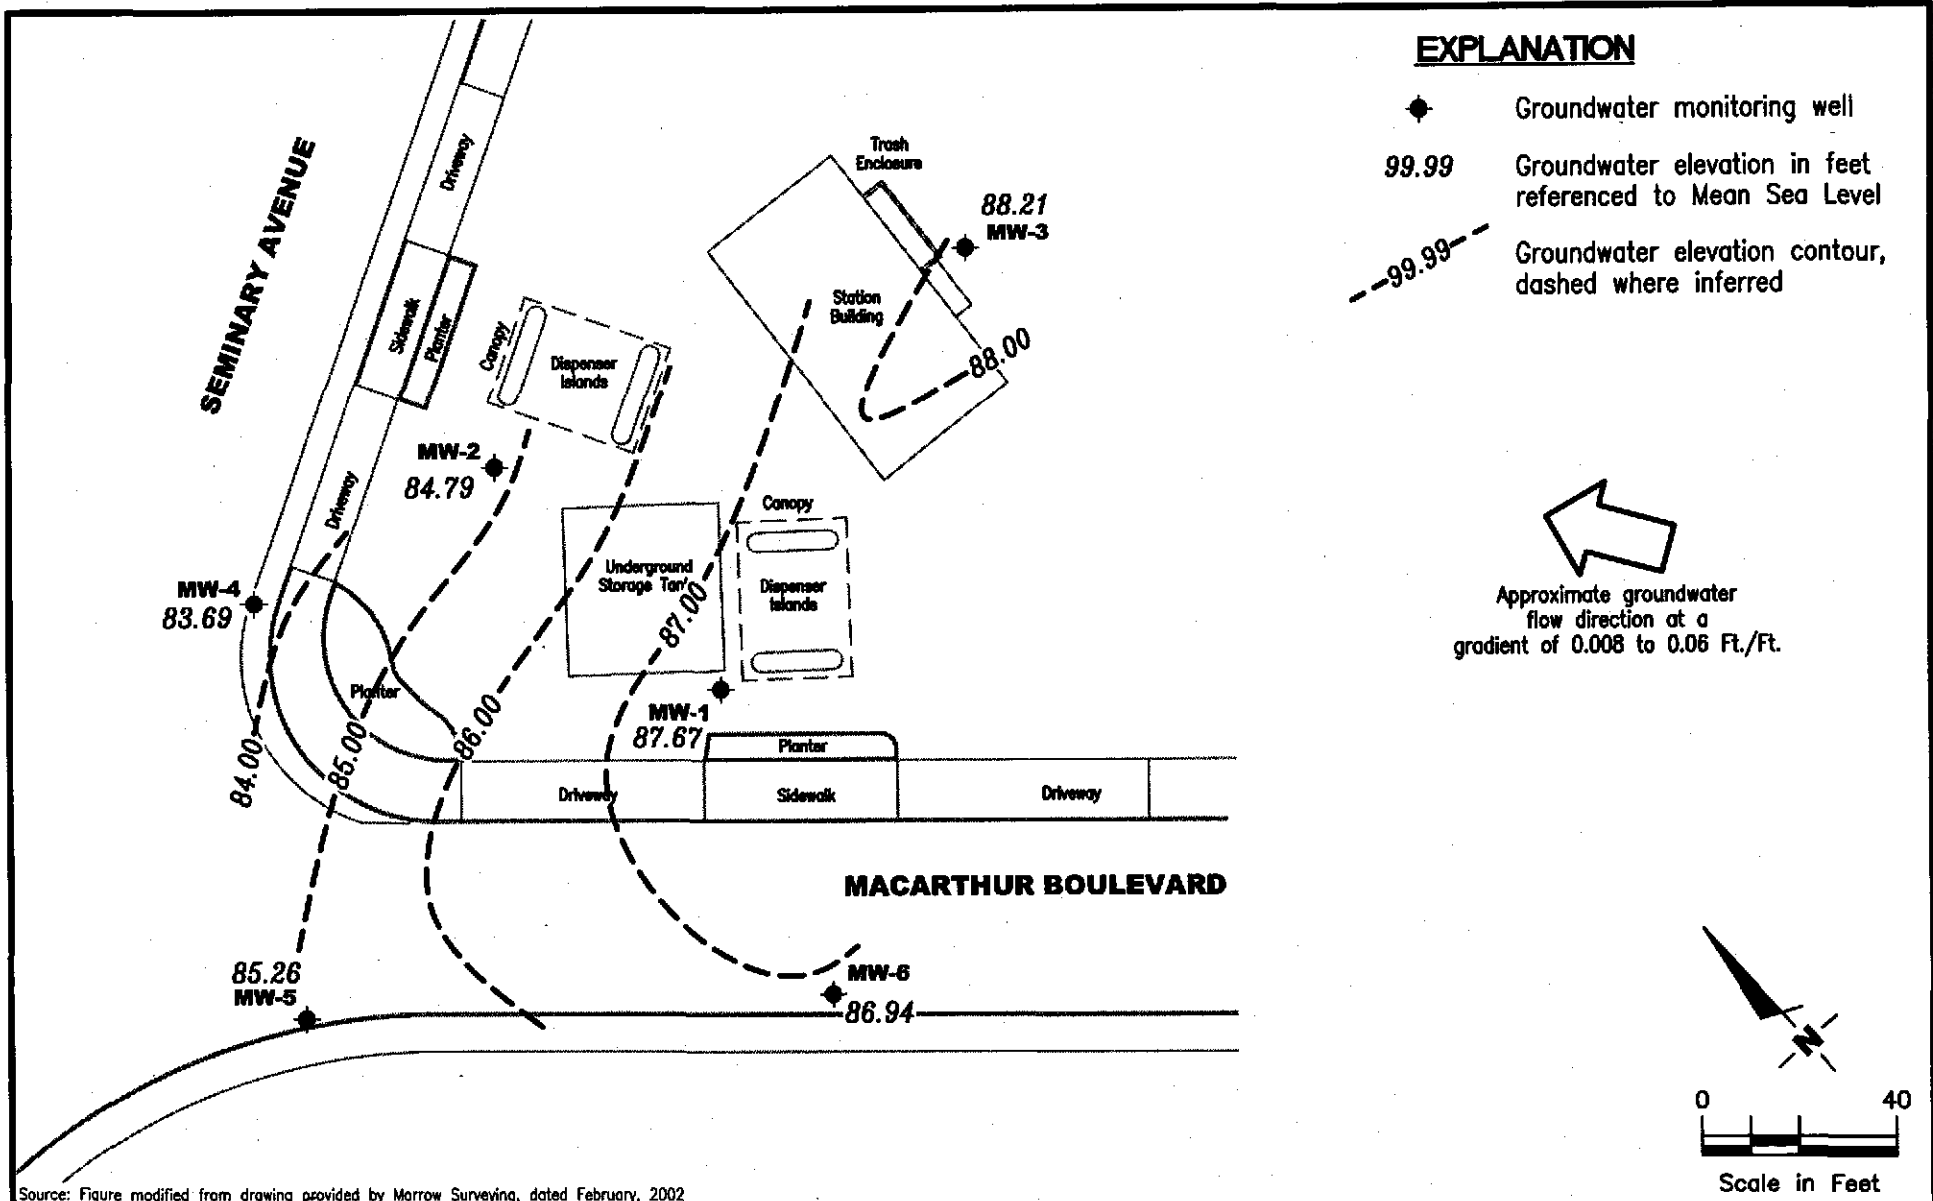 EXPLANATION
Groundwater monitoring well
99.99
Groundwater elevation in feet
referenced to Mean Sea Level
99.99
Groundwater elevation contour,
dashed where inferred
SEMINARY AVENUE
Driveway
Sidewalk
Planter
Driveway
Canopy
Dispenser
Islands
Trash
Enclosure
88.21
MW-3
Station
Building
88.00
MW-2
84.79
Canopy
Underground
Storage Tan
Dispenser
Islands
87.00
MW-4
83.69
Planter
MW-1
87.67
84.00
85.00
86.00
Planter
Driveway
Sidewalk
Driveway
MACARTHUR BOULEVARD
85.26
MW-5
MW-6
86.94
Approximate groundwater
flow direction at a
gradient of 0.008 to 0.06 Ft./Ft.
N
0 40
Scale in Feet
Source: Figure modified from drawing provided by Morrow Surveying, dated February, 2002